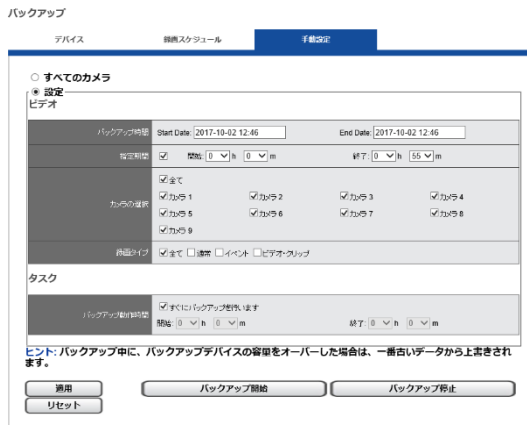 バックアップ
デバイス 録画スケジュール 手動設定
すべてのカメラ
設定
ビデオ
バックアップ時間 Start Date: 2017-10-02 12:46 End Date: 2017-10-02 12:46
指定期間 開始: 0 h 0 m 終了: 0 h 55 m
カメラの選択
全て
カメラ 1 カメラ 2 カメラ 3 カメラ 4
カメラ 5 カメラ 6 カメラ 7 カメラ 8
カメラ 9
録画タイプ 全て 通常 イベント ビデオ・クリップ
タスク
バックアップ動作時間
すぐにバックアップを行います
開始: 0 h 0 m 終了: 0 h 0 m
ヒント: バックアップ中に、バックアップデバイスの容量をオーバーした場合は、一番古いデータから上書きされ
ます。
適用 バックアップ開始 バックアップ停止
リセット